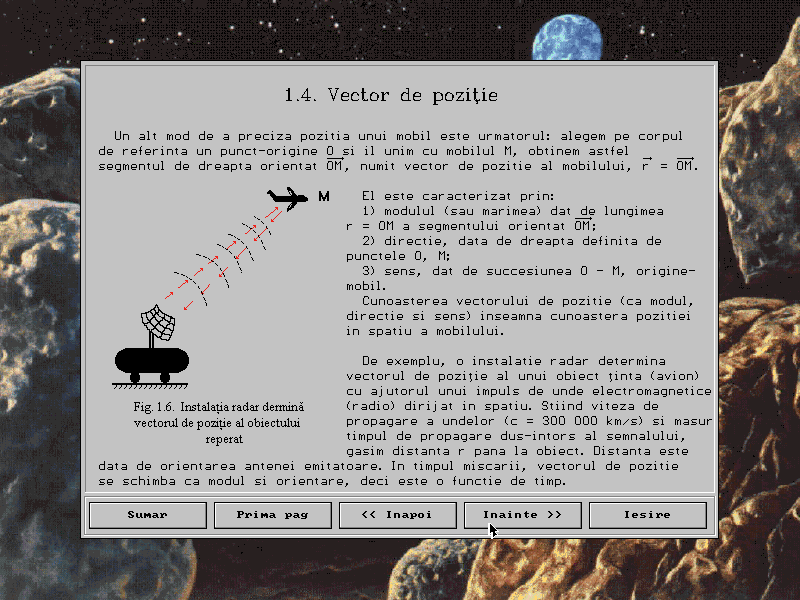 1.4. Vector de poziţie
Un alt mod de a preciza pozitia unui mobil este urmatorul: alegem pe corpul
de referinta un punct-origine O si il unim cu mobilul M, obtinem astfel
segmentul de dreapta orientat OM, numit vector de pozitie al mobilului, r = OM.
M
El este caracterizat prin:
1) modulul (sau marimea) dat de lungimea
r = OM a segmentului orientat OM;
2) directie, data de dreapta definita de
punctele O, M;
3) sens, dat de succesiunea O - M, origine-
mobil.
Cunoasterea vectorului de pozitie (ca modul,
directie si sens) inseamna cunoastera pozitiei
in spatiu a mobilului.
De exemplu, o instalatie radar determina
vectorul de poziţie al unui obiect ţinta (avion)
cu ajutorul unui impuls de unde electromagnetice
(radio) dirijat in spatiu. Stiind viteza de
propagare a undelor (c = 300 000 km/s) si masur
timpul de propagare dus-intors al semnalului,
gasim distanta r pana la obiect. Distanta este
data de orientarea antenei emitatoare. In timpul miscarii, vectorul de pozitie
se schimba ca modul si orientare, deci este o functie de timp.
Fig. 1.6. Instalaţia radar dermină
vectorul de poziţie al obiectului
reperat
Sumar
Prima pag
<< Inapoi
Inainte >>
Iesire